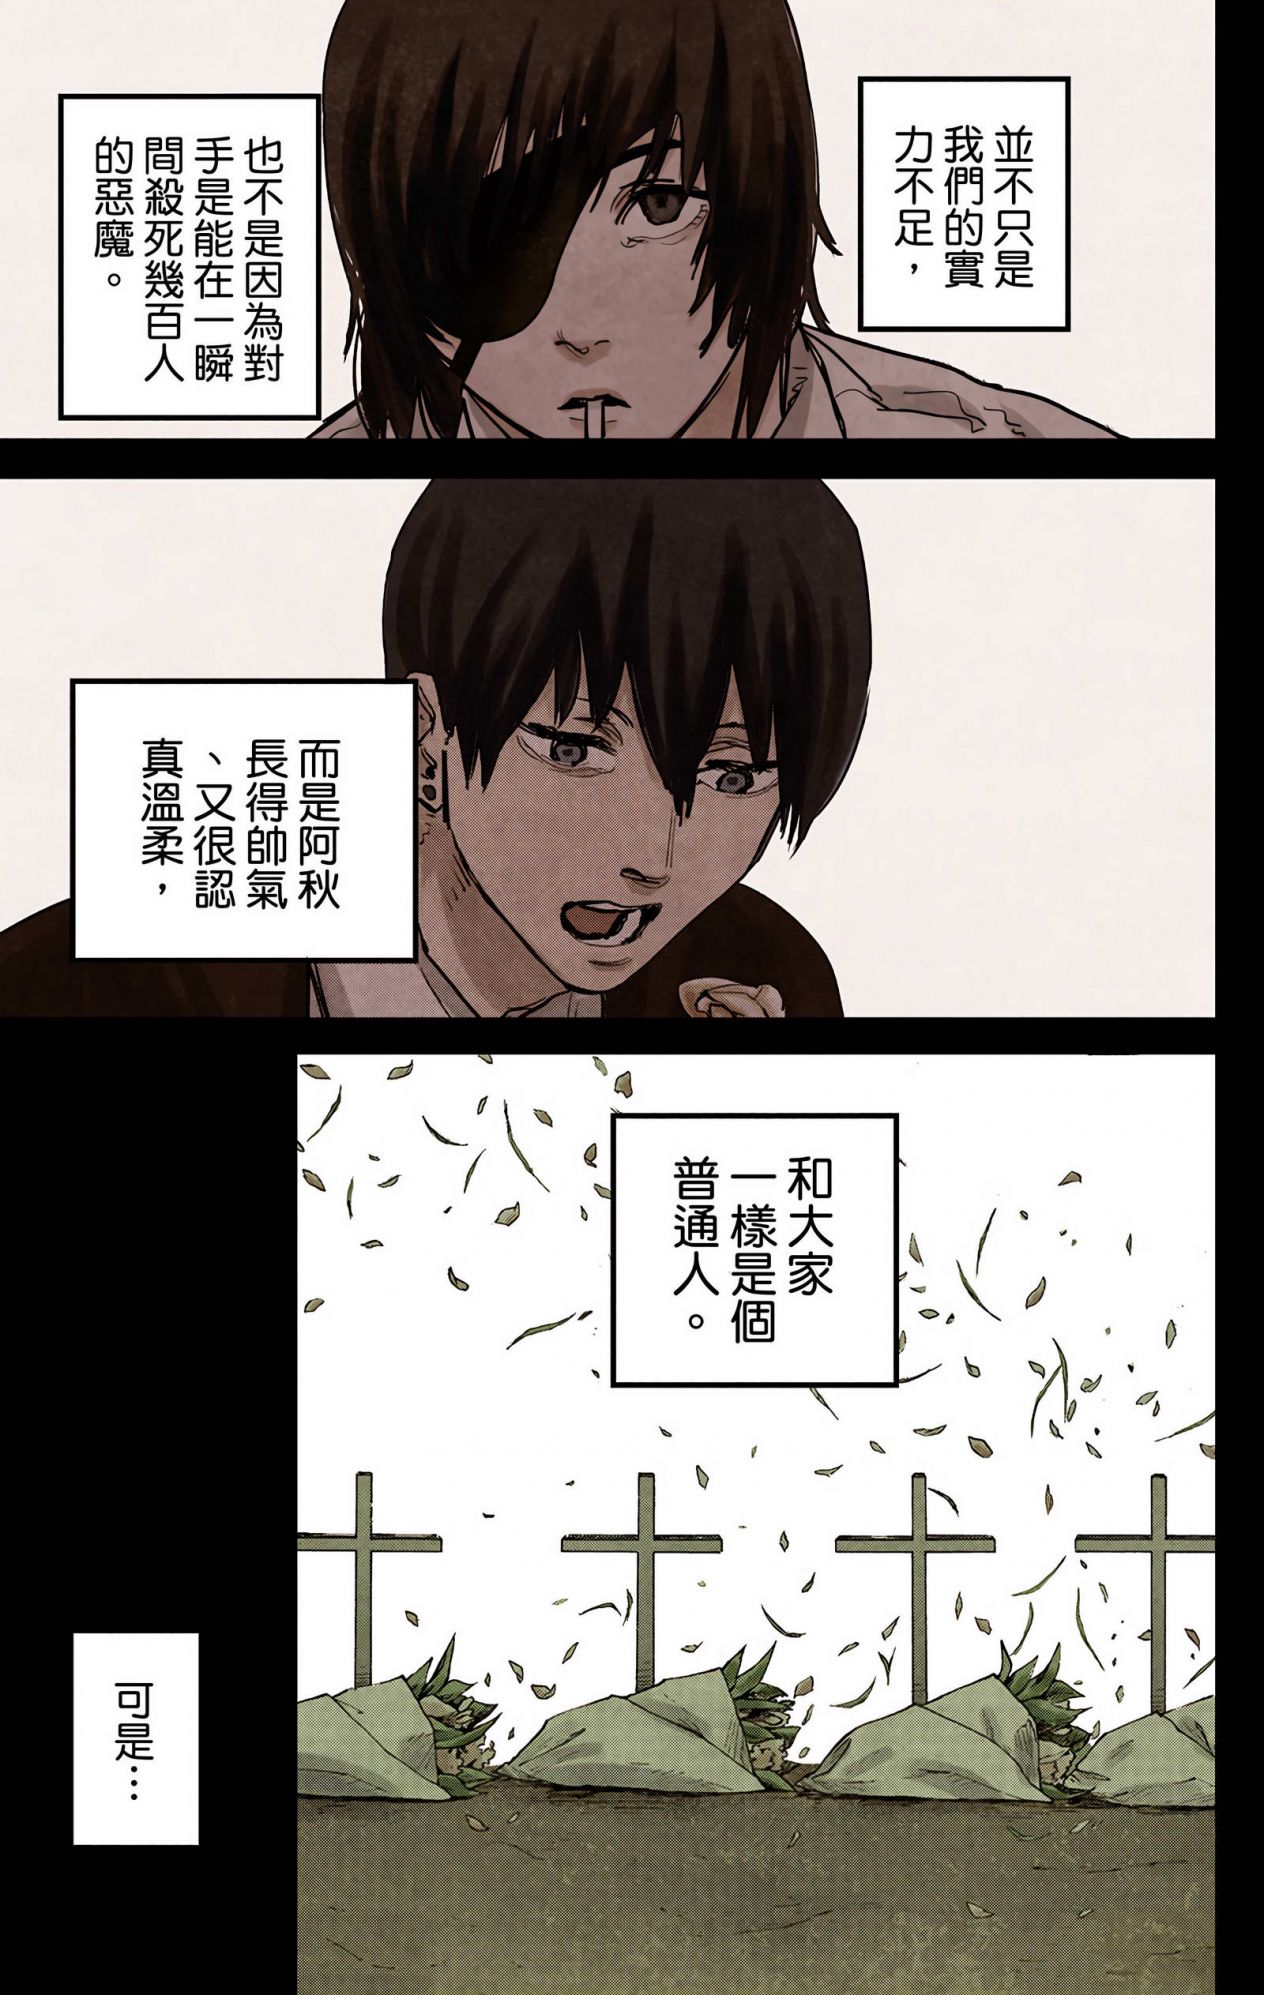 並不只是
我們的實
力不足，
也不是因為對
手是能在一瞬
間殺死幾百人
的惡魔。
而是阿秋
長得帥氣
、又很認
真溫柔，
和大家
一樣是個
普通人。
可是…